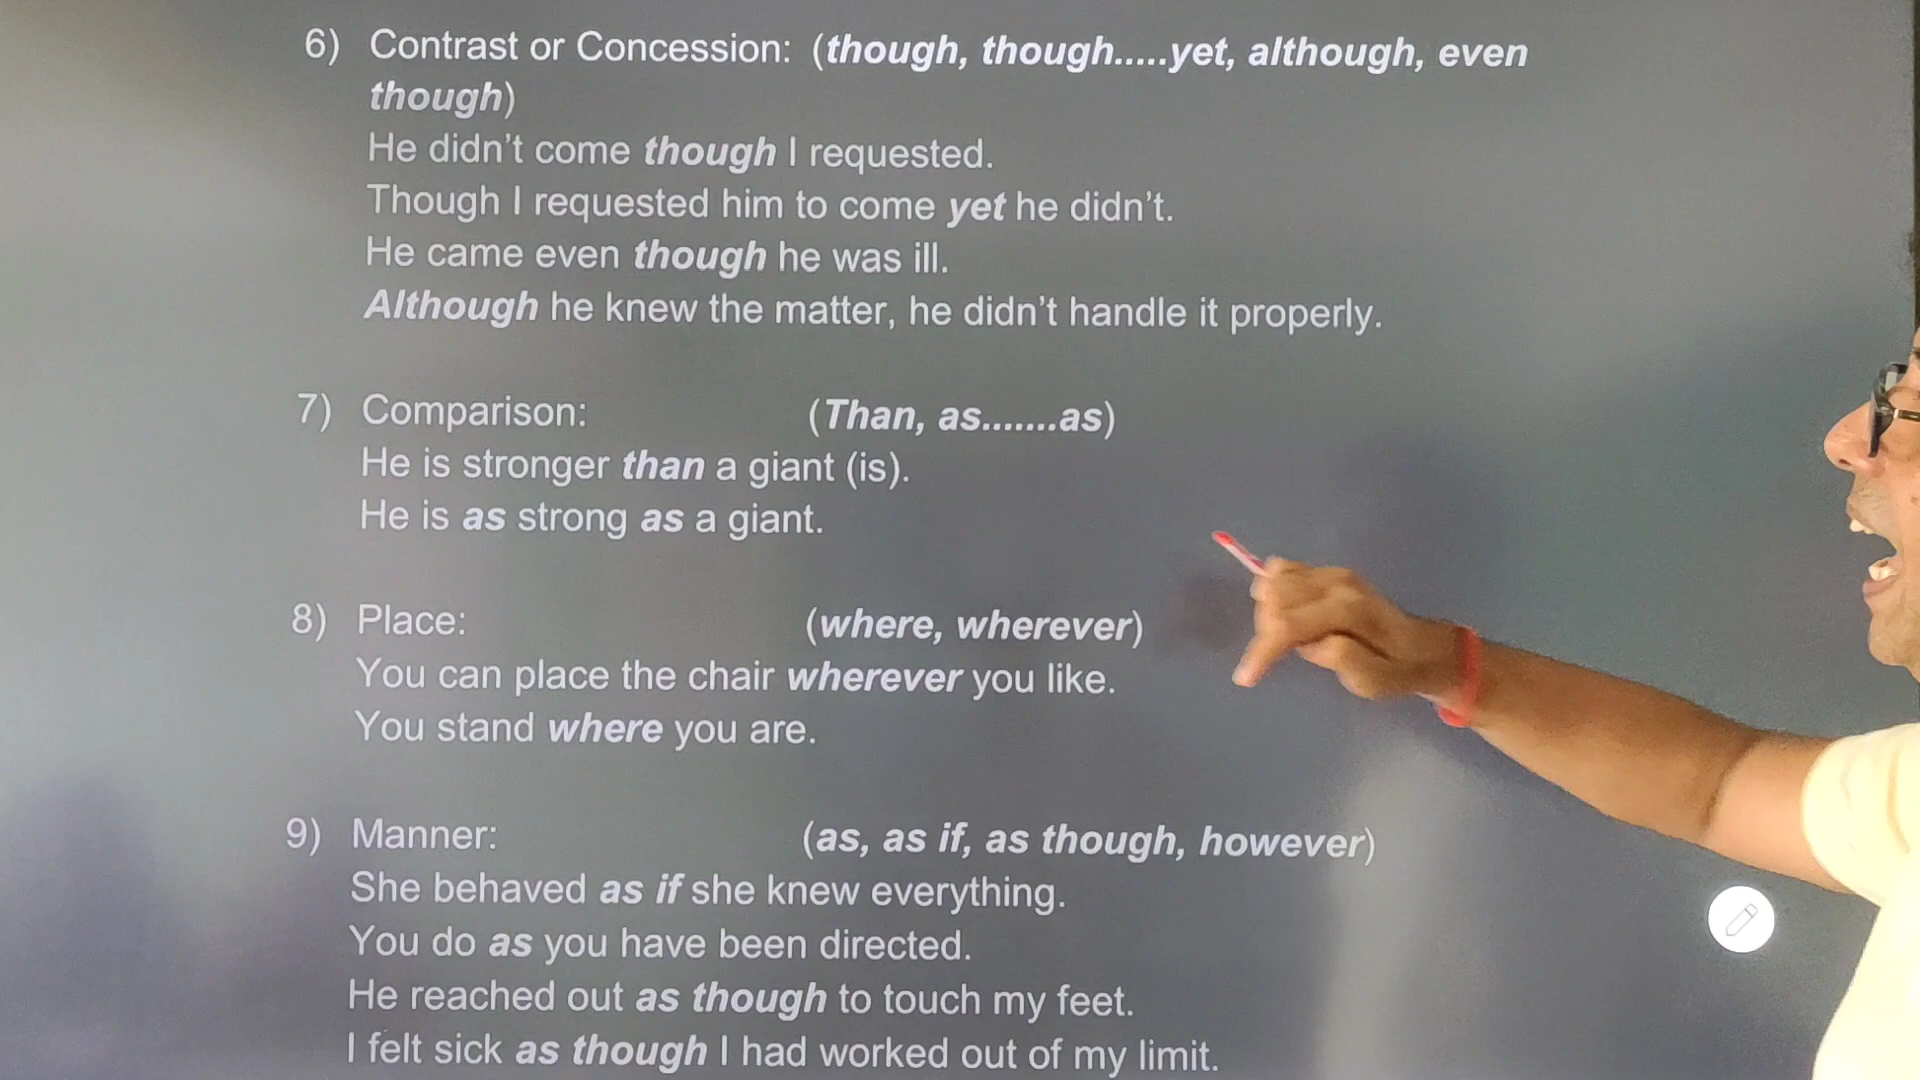 6) Contrast or Concession: (though, though.....yet, although, even
though)
He didn't come though I requested.
Though I requested him to come yet he didn't.
He came even though he was ill.
Although he knew the matter, he didn't handle it properly.
7) Comparison: (Than, as.......as)
He is stronger than a giant (is).
He is as strong as a giant.
8) Place: (where, wherever)
You can place the chair wherever you like.
You stand where you are.
9) Manner: (as, as if, as though, however)
She behaved as if she knew everything.
You do as you have been directed.
He reached out as though to touch my feet.
I felt sick as though I had worked out of my limit.